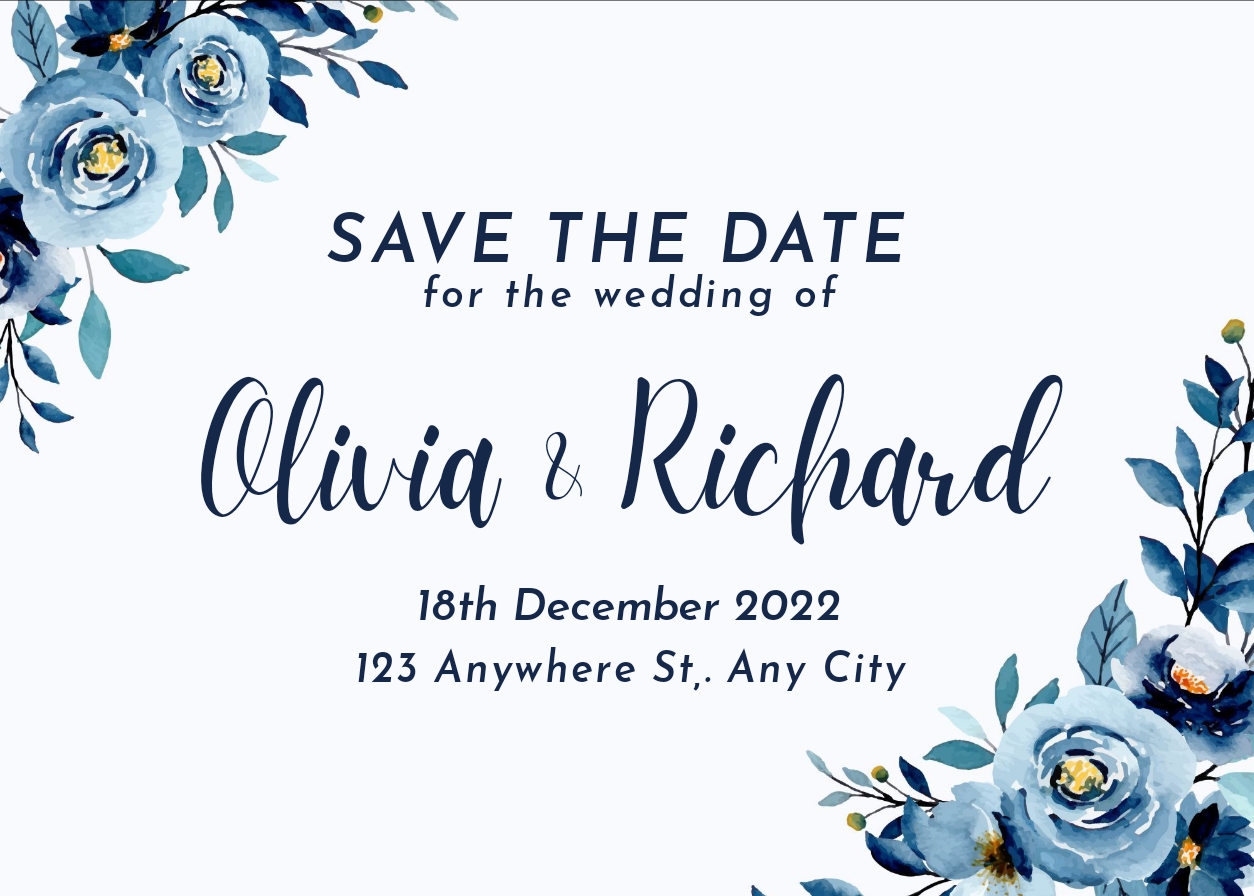 SAVE THE DATE
for the wedding of
Olivia & Richard
18th December 2022
123 Anywhere St,. Any City